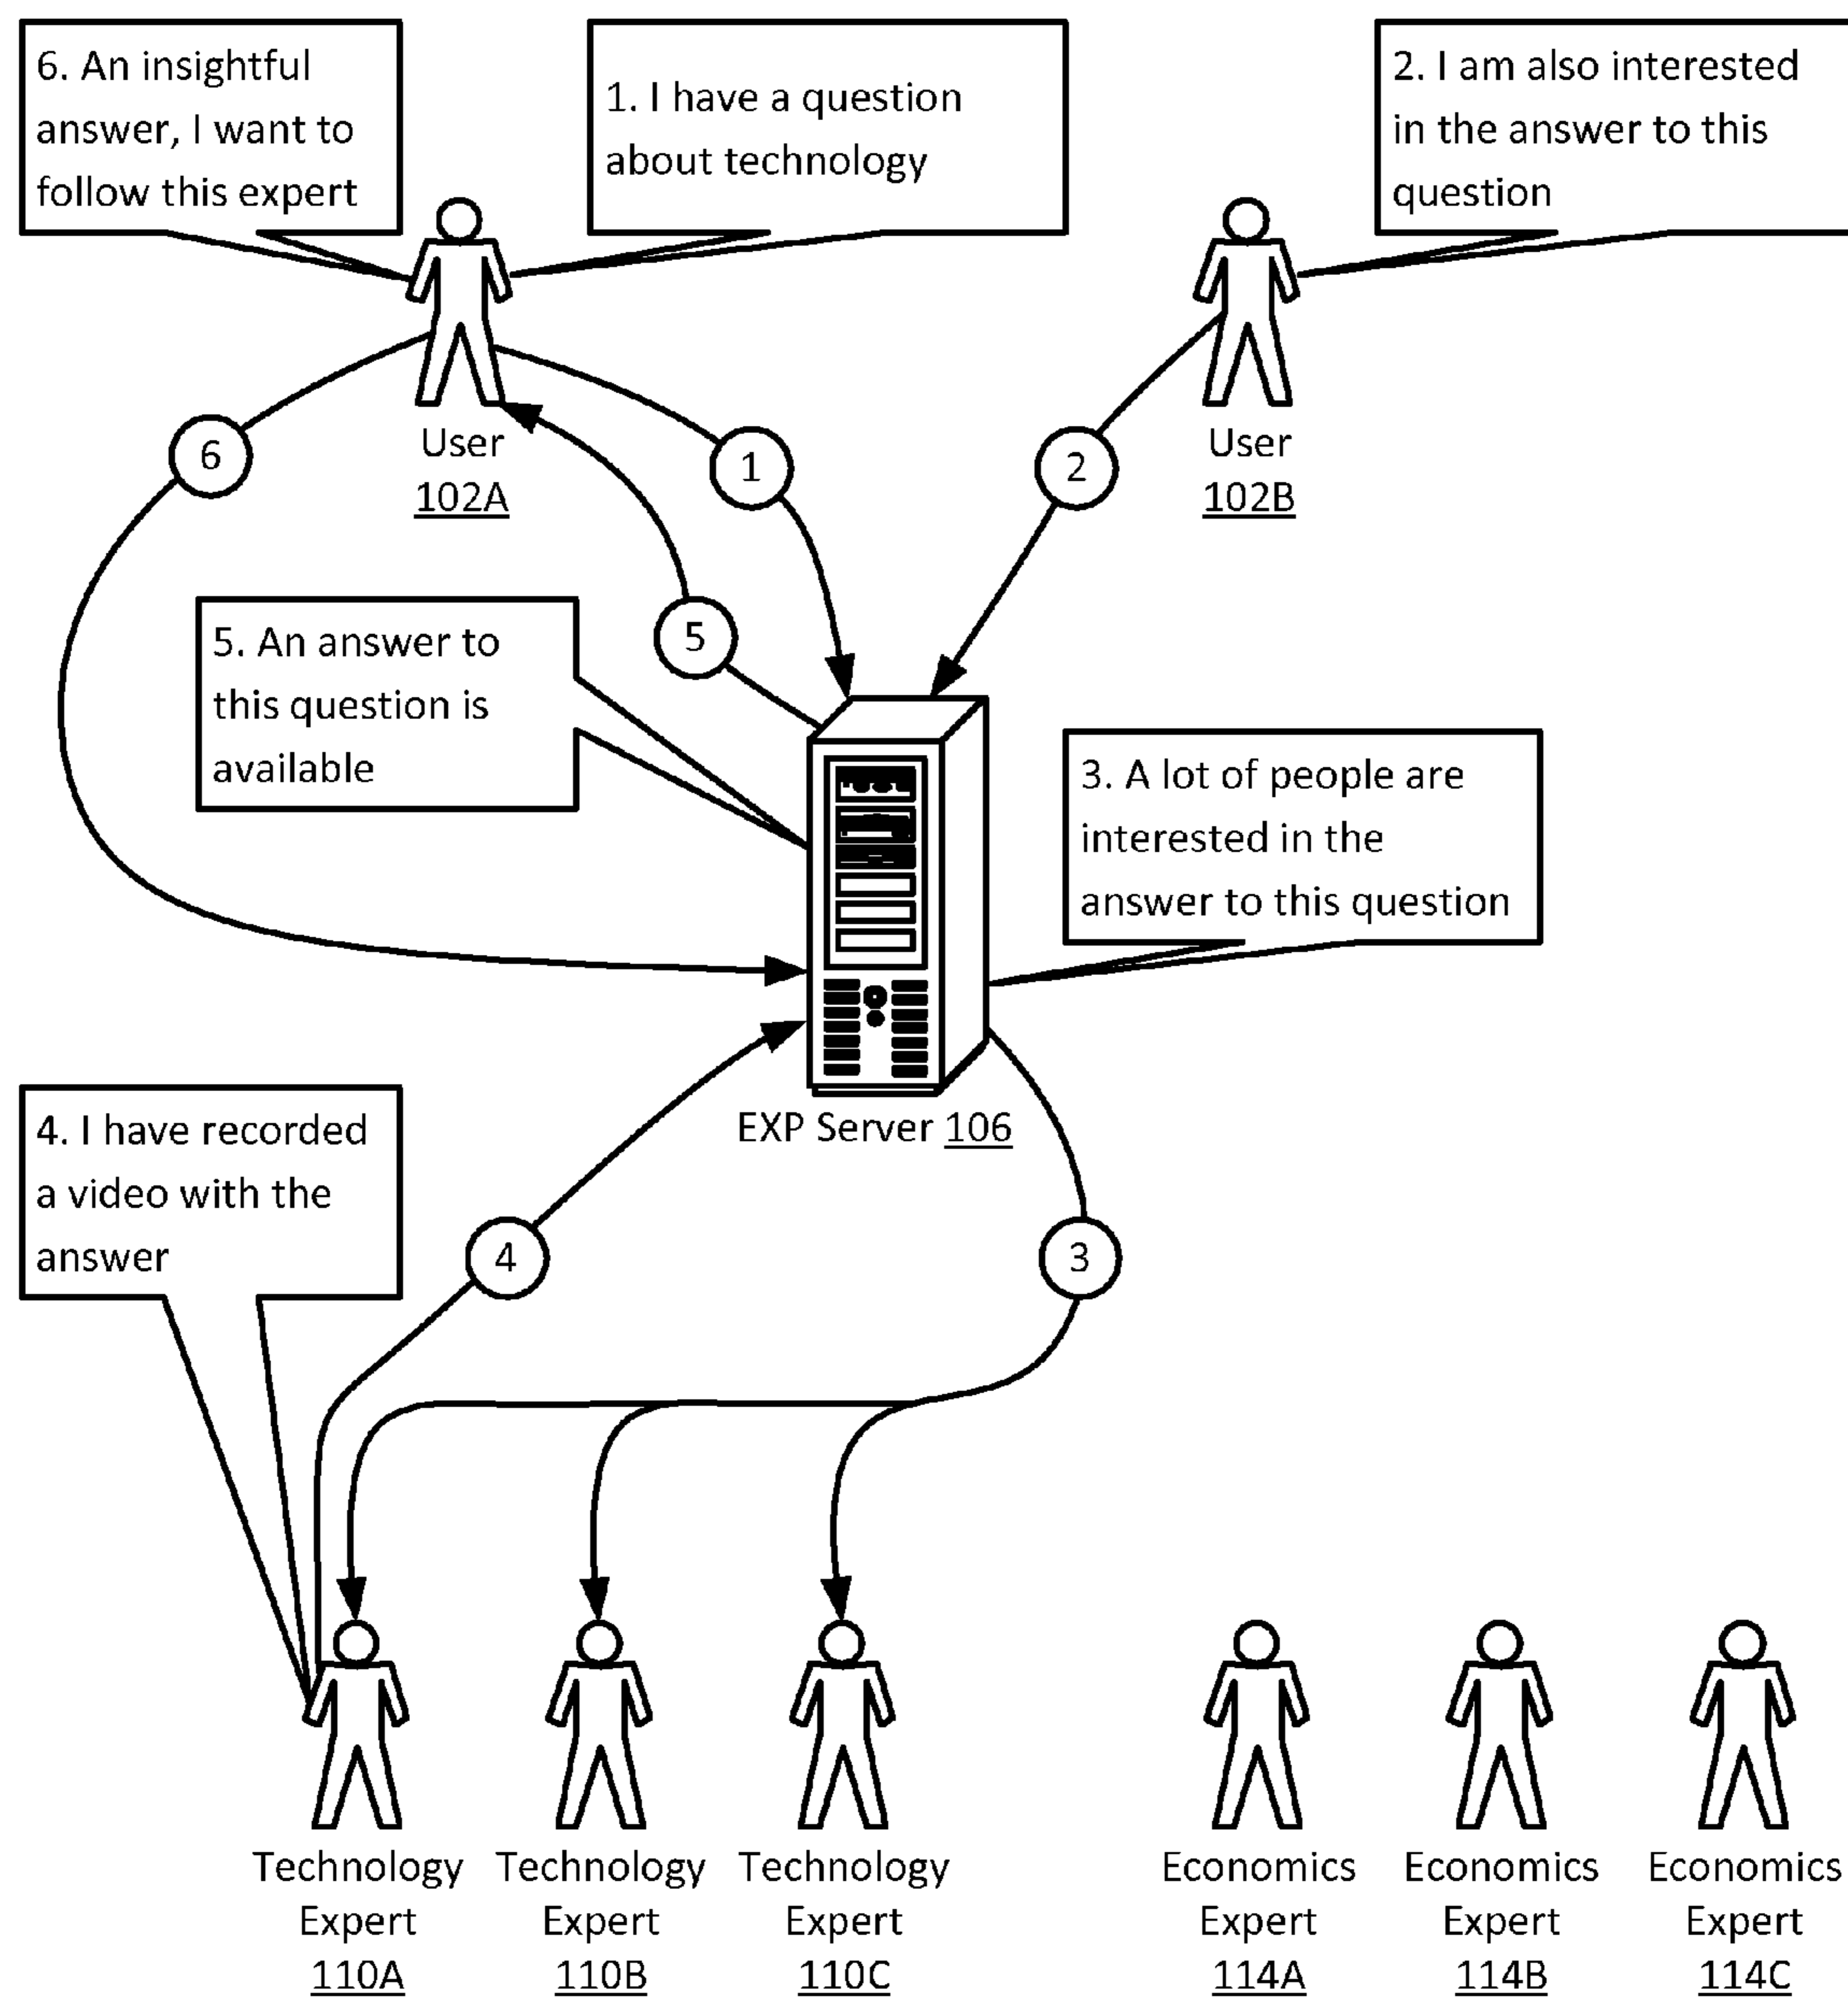 6. An insightful
answer, I want to
follow this expert
1. I have a question
about technology
2. I am also interested
in the answer to this
question
User
102A
User
102B
6
1
2
5
5. An answer to
this question is
available
3. A lot of people are
interested in the
answer to this question
EXP Server 106
4. I have recorded
a video with the
answer
4
3
Technology
Expert
110A
Technology
Expert
110B
Technology
Expert
110C
Economics
Expert
114A
Economics
Expert
114B
Economics
Expert
114C